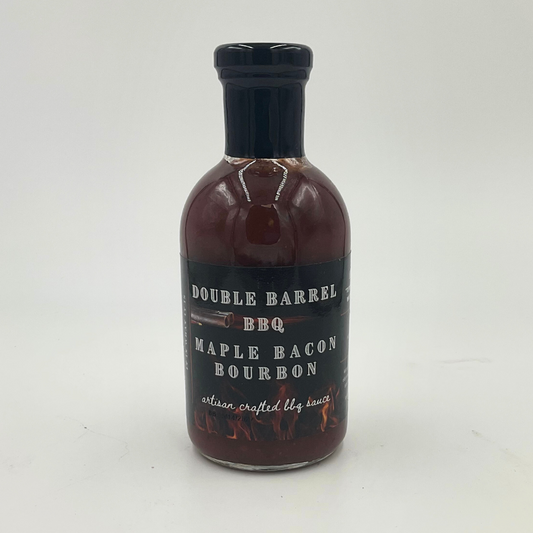 DOUBLE BARREL
BBQ
MAPLE BACON
BOURBON
artisan crafted bbq sauce